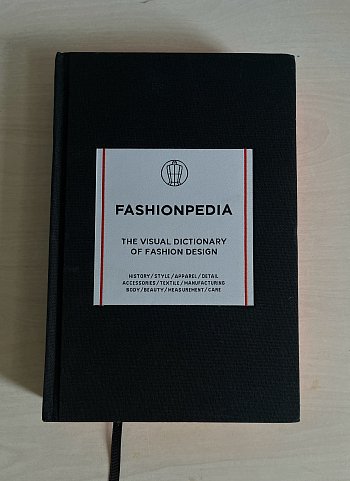 FASHIONPEDIA
THE VISUAL DICTIONARY
OF FASHION DESIGN
HISTORY/STYLE/APPAREL/DETAIL
ACCESSORIES/TEXTILE/MANUFACTURING
BODY/BEAUTY/MEASUREMENT/CARE